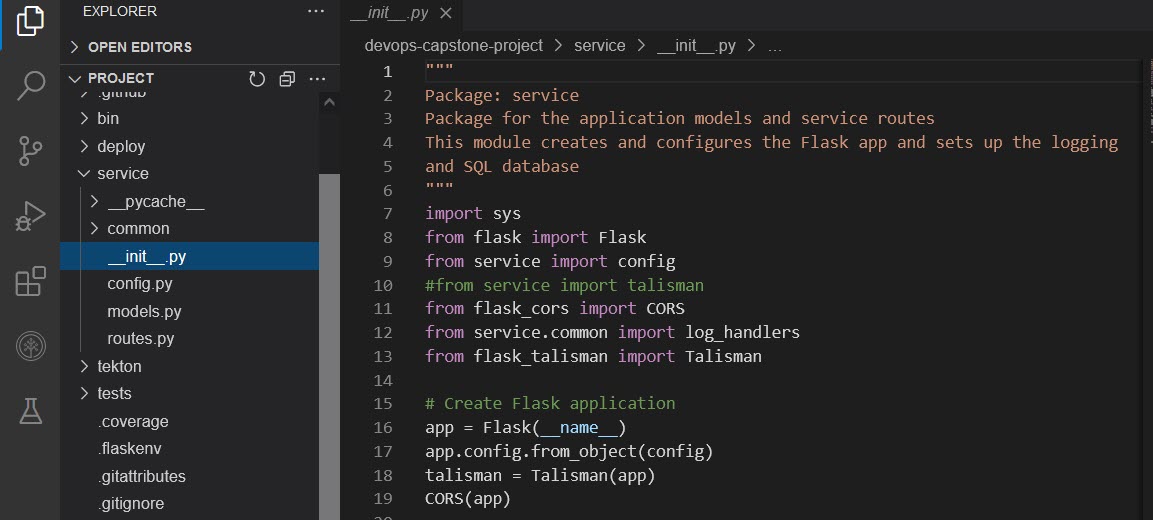 EXPLORER
OPEN EDITORS
PROJECT
.github
bin
deploy
service
__pycache__
common
__init__.py
config.py
models.py
routes.py
tekton
tests
.coverage
.flaskenv
.gitattributes
.gitignore
__init__.py
devops-capstone-project > service > __init__.py > ...
1 """
2 Package: service
3 Package for the application models and service routes
4 This module creates and configures the Flask app and sets up the logging
5 and SQL database
6 """
7 import sys
8 from flask import Flask
9 from service import config
10 #from service import talisman
11 from flask_cors import CORS
12 from service.common import log_handlers
13 from flask_talisman import Talisman
14
15 # Create Flask application
16 app = Flask(__name__)
17 app.config.from_object(config)
18 talisman = Talisman(app)
19 CORS(app)